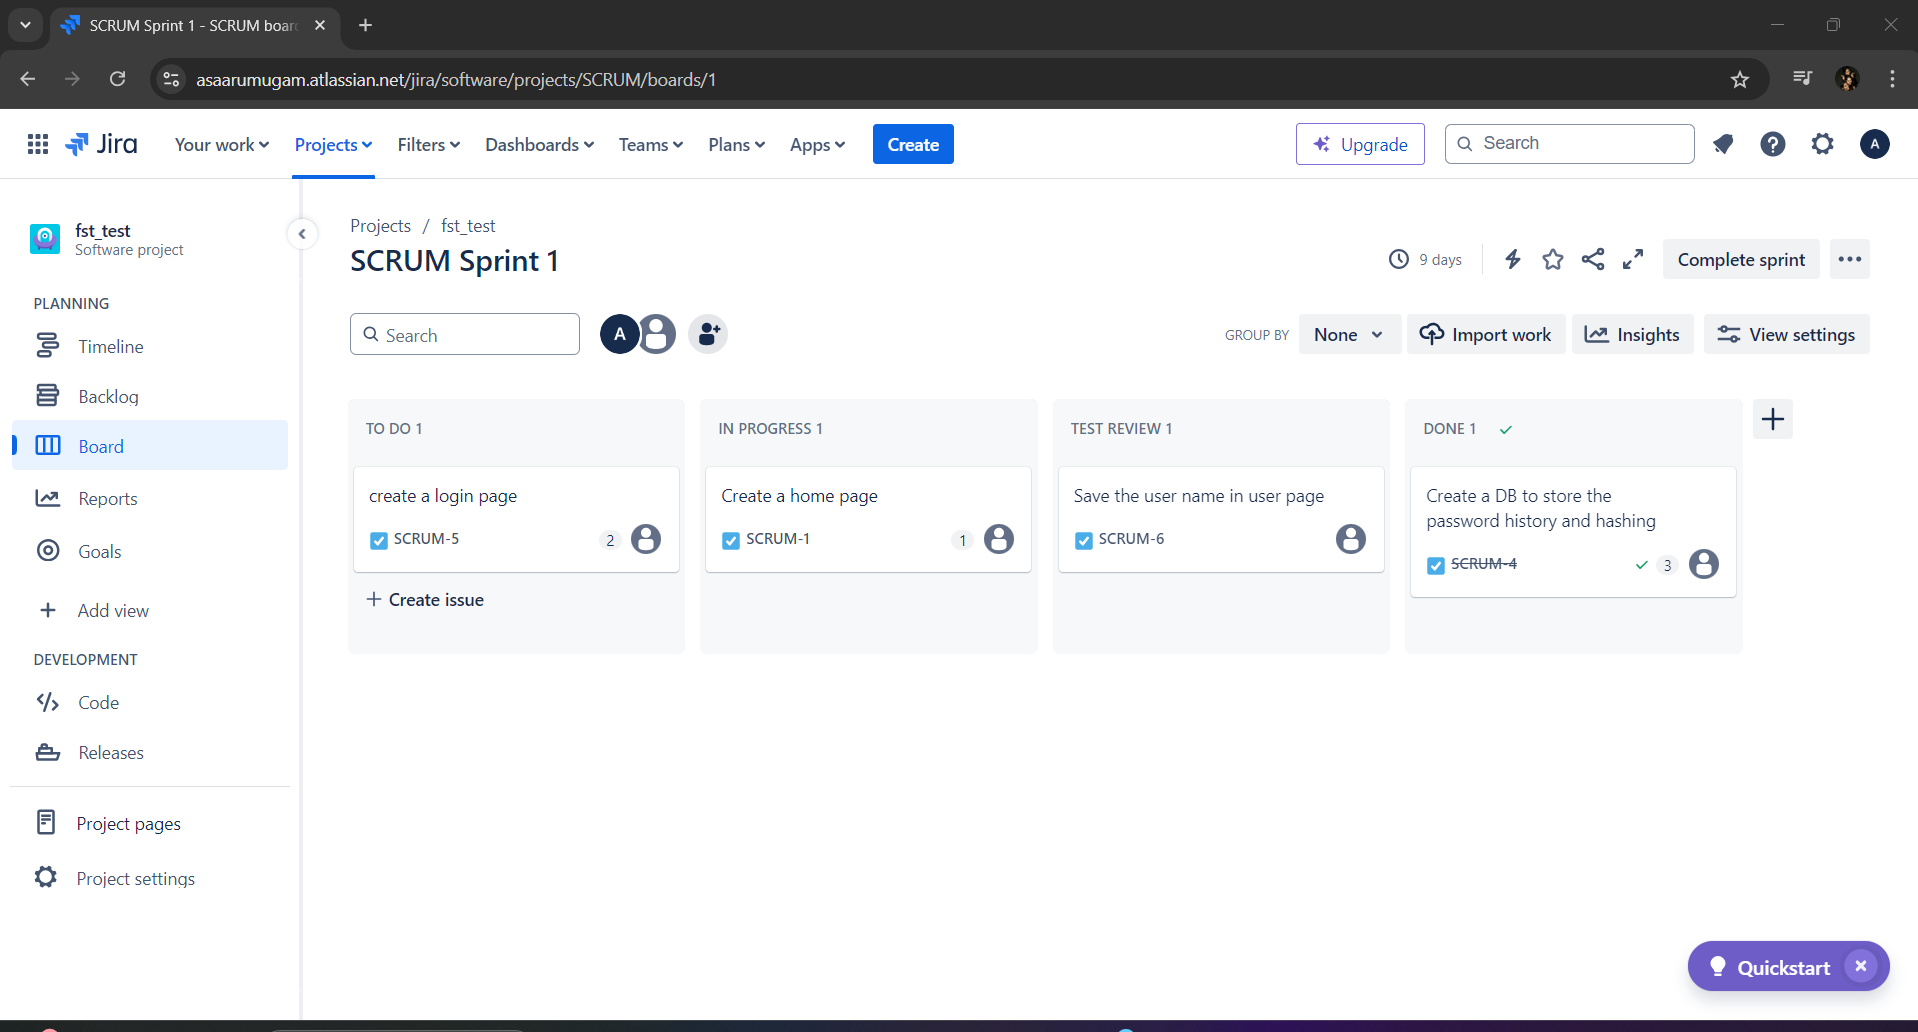 SCRUM Sprint 1 - SCRUM boar
asaarumugam.atlassian.net/jira/software/projects/SCRUM/boards/1
Jira Your work Projects Filters Dashboards Teams Plans Apps Create Upgrade Search A
fst_test
Software project
PLANNING
Timeline
Backlog
Board
Reports
Goals
Add view
DEVELOPMENT
Code
Releases
Project pages
Project settings
Projects / fst_test
SCRUM Sprint 1
9 days Complete sprint
Search A GROUP BY None Import work Insights View settings
TO DO 1
create a login page
SCRUM-5 2
Create issue
IN PROGRESS 1
Create a home page
SCRUM-1 1
TEST REVIEW 1
Save the user name in user page
SCRUM-6
DONE 1
Create a DB to store the
password history and hashing
SCRUM-4 3
Quickstart